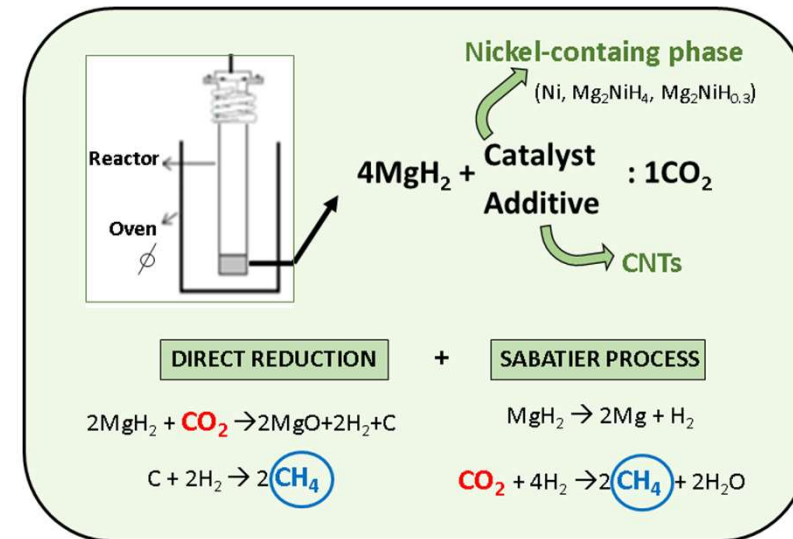 Nickel-containg phase
(Ni, Mg₂NiH₄, Mg₂NiH₀.₃)
Reactor
Oven
4MgH₂ + Catalyst Additive : 1CO₂
CNTs
DIRECT REDUCTION + SABATIER PROCESS
2MgH₂ + CO₂ →2MgO+2H₂+C
C + 2H₂ → 2CH₄
MgH₂ → 2Mg + H₂
CO₂ + 4H₂ →2CH₄ + 2H₂O